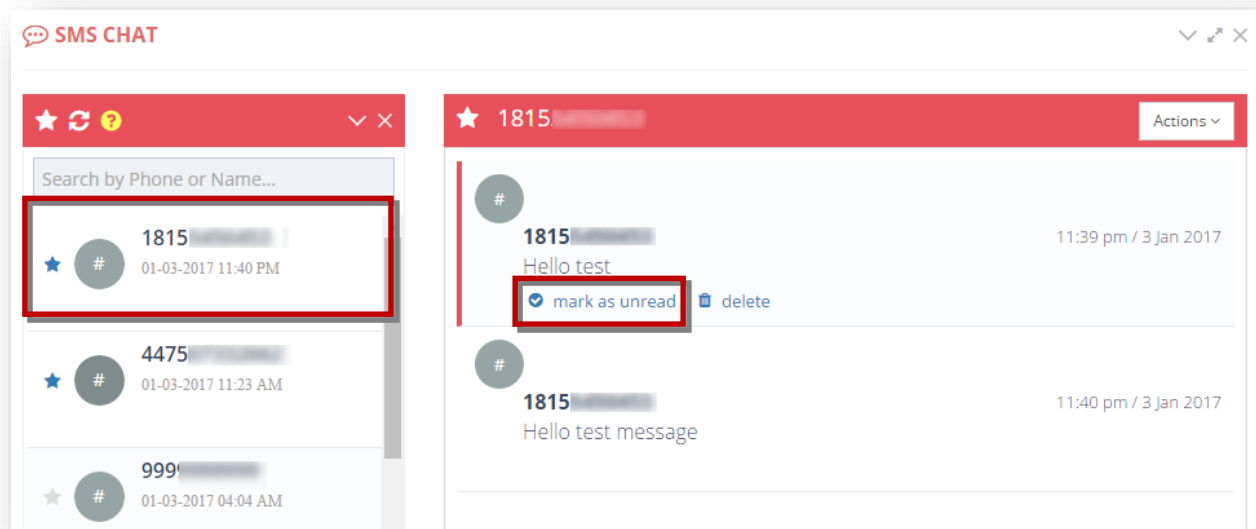 SMS CHAT
?
Search by Phone or Name...
1815
#
01-03-2017 11:40 PM
4475
#
01-03-2017 11:23 AM
999
#
01-03-2017 04:04 AM
1815
Actions
#
1815
11:39 pm / 3 Jan 2017
Hello test
mark as unread
delete
#
1815
11:40 pm / 3 Jan 2017
Hello test message